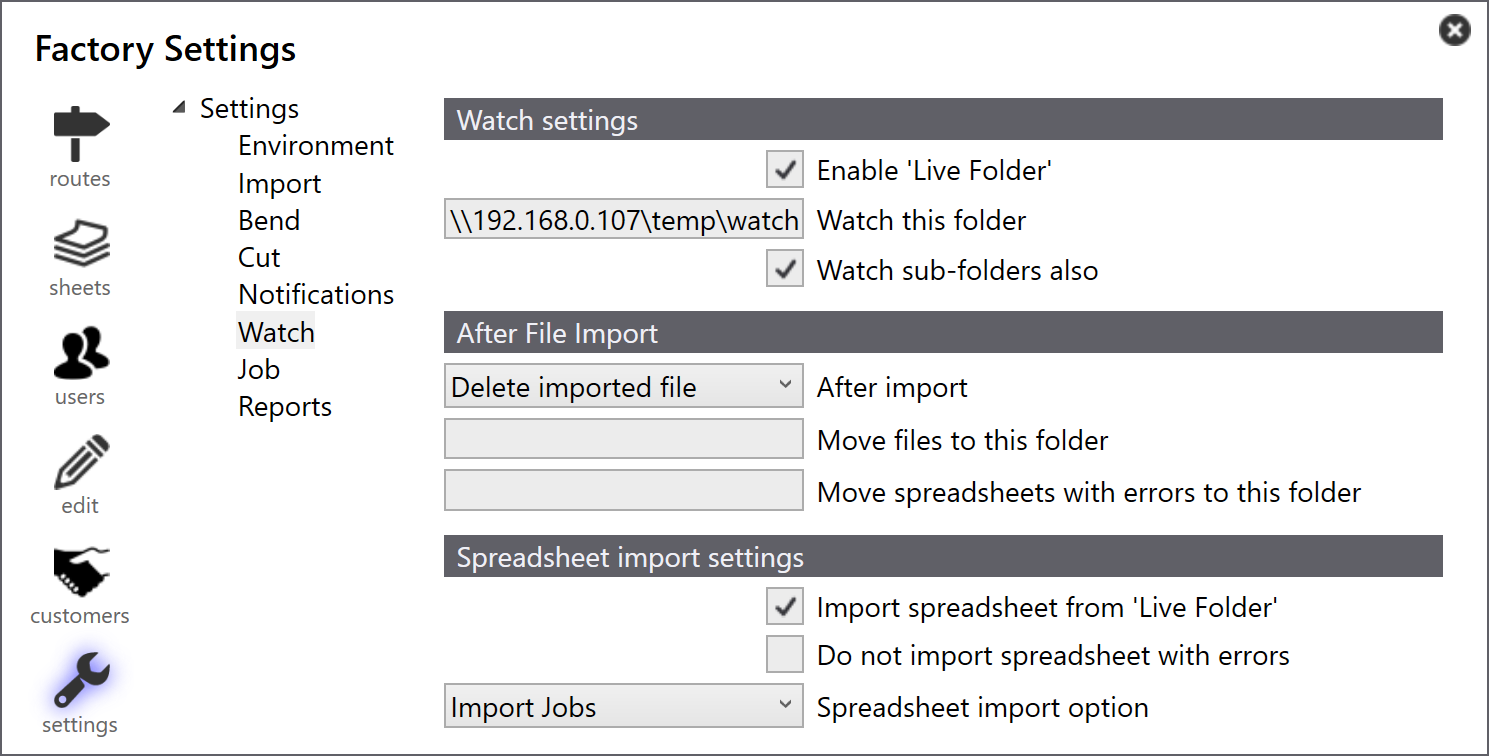 Factory Settings
routes
sheets
users
edit
customers
settings
Settings
Environment
Import
Bend
Cut
Notifications
Watch
Job
Reports
Watch settings
Enable 'Live Folder'
\\192.168.0.107\temp\watch Watch this folder
Watch sub-folders also
After File Import
Delete imported file After import
Move files to this folder
Move spreadsheets with errors to this folder
Spreadsheet import settings
Import spreadsheet from 'Live Folder'
Do not import spreadsheet with errors
Import Jobs Spreadsheet import option